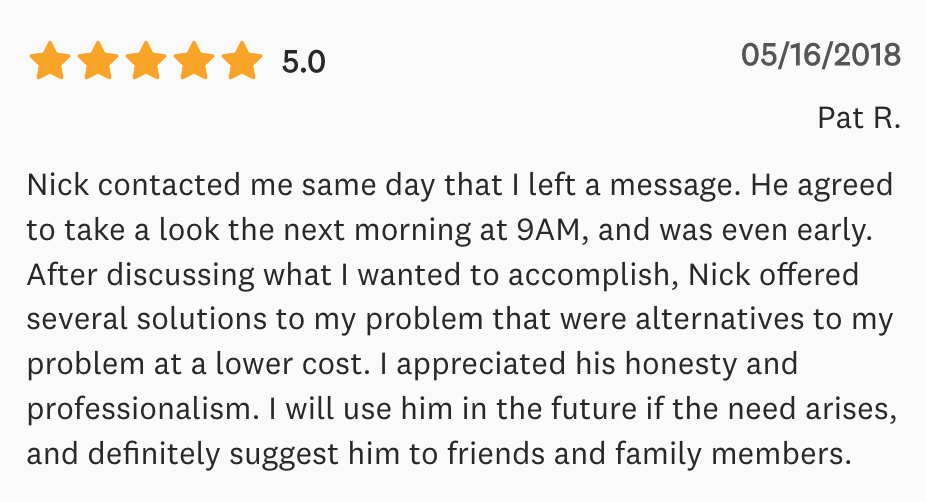 5.0
05/16/2018
Pat R.
Nick contacted me same day that I left a message. He agreed
to take a look the next morning at 9AM, and was even early.
After discussing what I wanted to accomplish, Nick offered
several solutions to my problem that were alternatives to my
problem at a lower cost. I appreciated his honesty and
professionalism. I will use him in the future if the need arises,
and definitely suggest him to friends and family members.